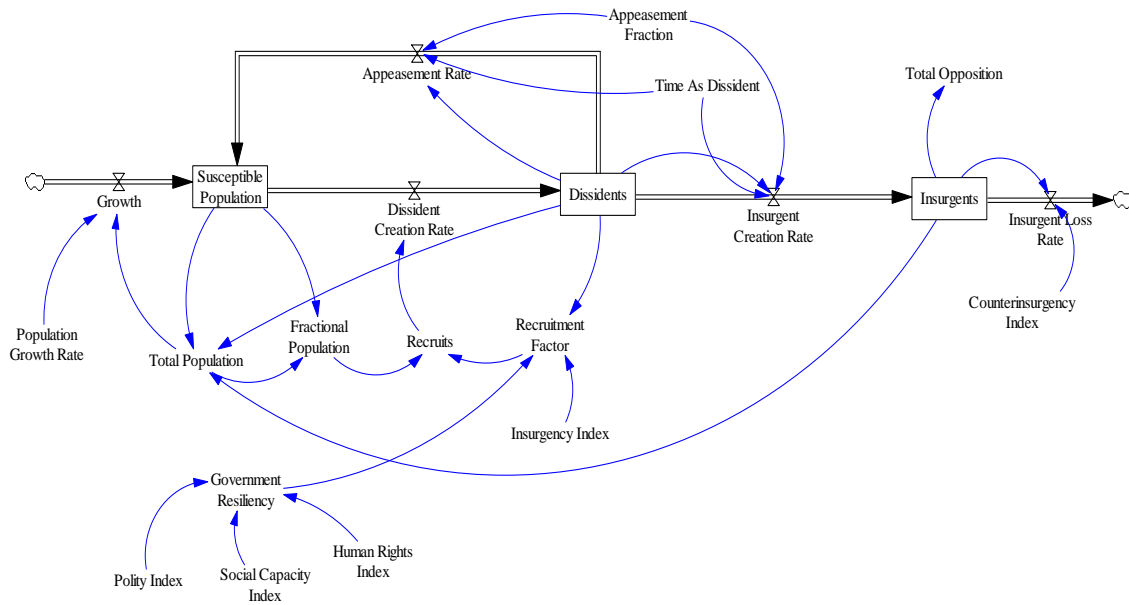 Appeasement
Fraction
Appeasement Rate
Time As Dissident
Total Opposition
Susceptible
Population
Dissidents
Insurgents
Growth
Dissident
Creation Rate
Insurgent
Creation Rate
Insurgent Loss
Rate
Population
Growth Rate
Total Population
Fractional
Population
Recruits
Recruitment
Factor
Counterinsurgency
Index
Insurgency Index
Government
Resiliency
Polity Index
Social Capacity
Index
Human Rights
Index